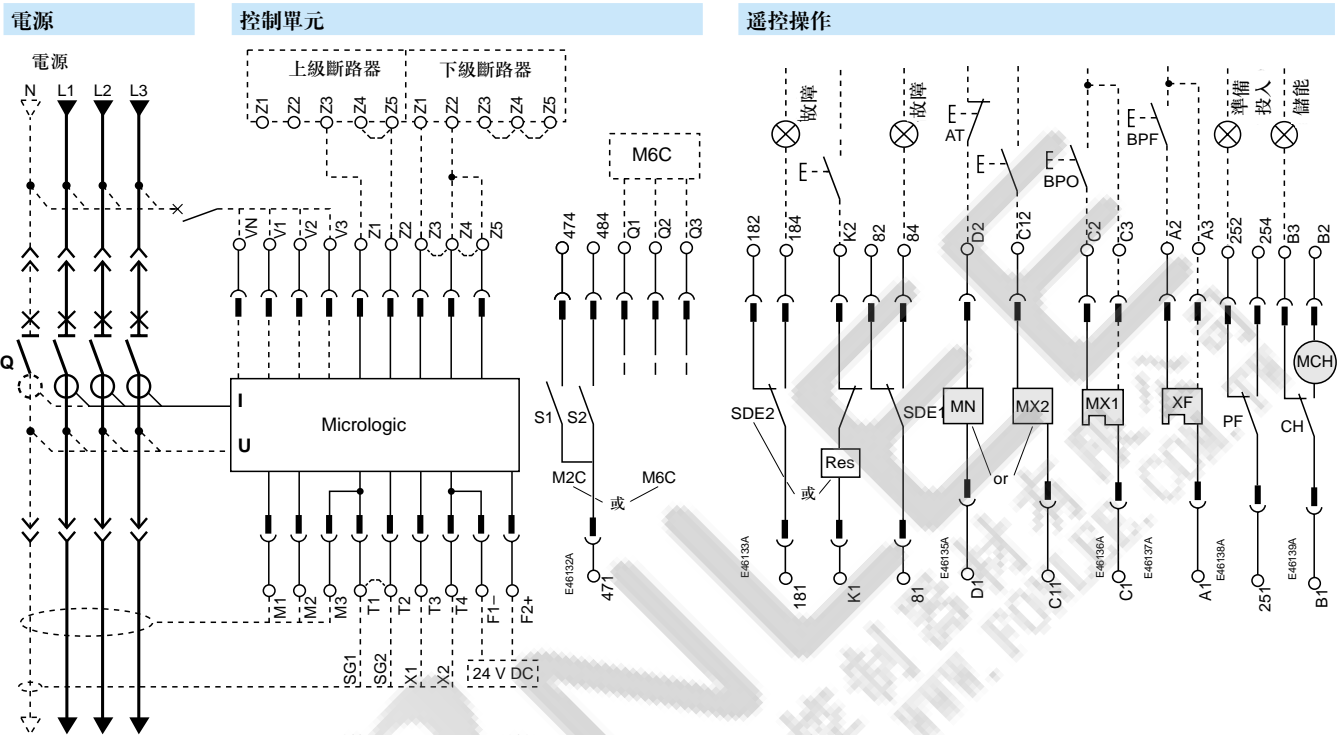 電源
控制單元
遥控操作
電源
N L1 L2 L3
上級斷路器
下級斷路器
Z1 Z2 Z3 Z4 Z5 Z1 Z2 Z3 Z4 Z5
M6C
故障
故障
AT
BPO
BPF
準備
投入
儲能
VN V1 V2 V3 Z1 Z2 Z3 Z4 Z5
474 484 Q1 Q2 Q3
182 184 K2 82 84 D2 C12 C2 C3 A2 A3 252 254 B3 B2
Q
I
U
Micrologic
S1 S2
M2C 或 M6C
SDE2
Res
或
SDE1
MN
MX2
or
MX1
XF
PF
CH
MCH
E46132A
471
E46133A
E46135A
E46136A
E46137A
E46138A
E46139A
181 K1 81 D1 C11 C1 A1 251 B1
M1 M2 M3 T1 T2 T3 T4 F1– F2+
SG1 SG2 X1 X2
24 V DC